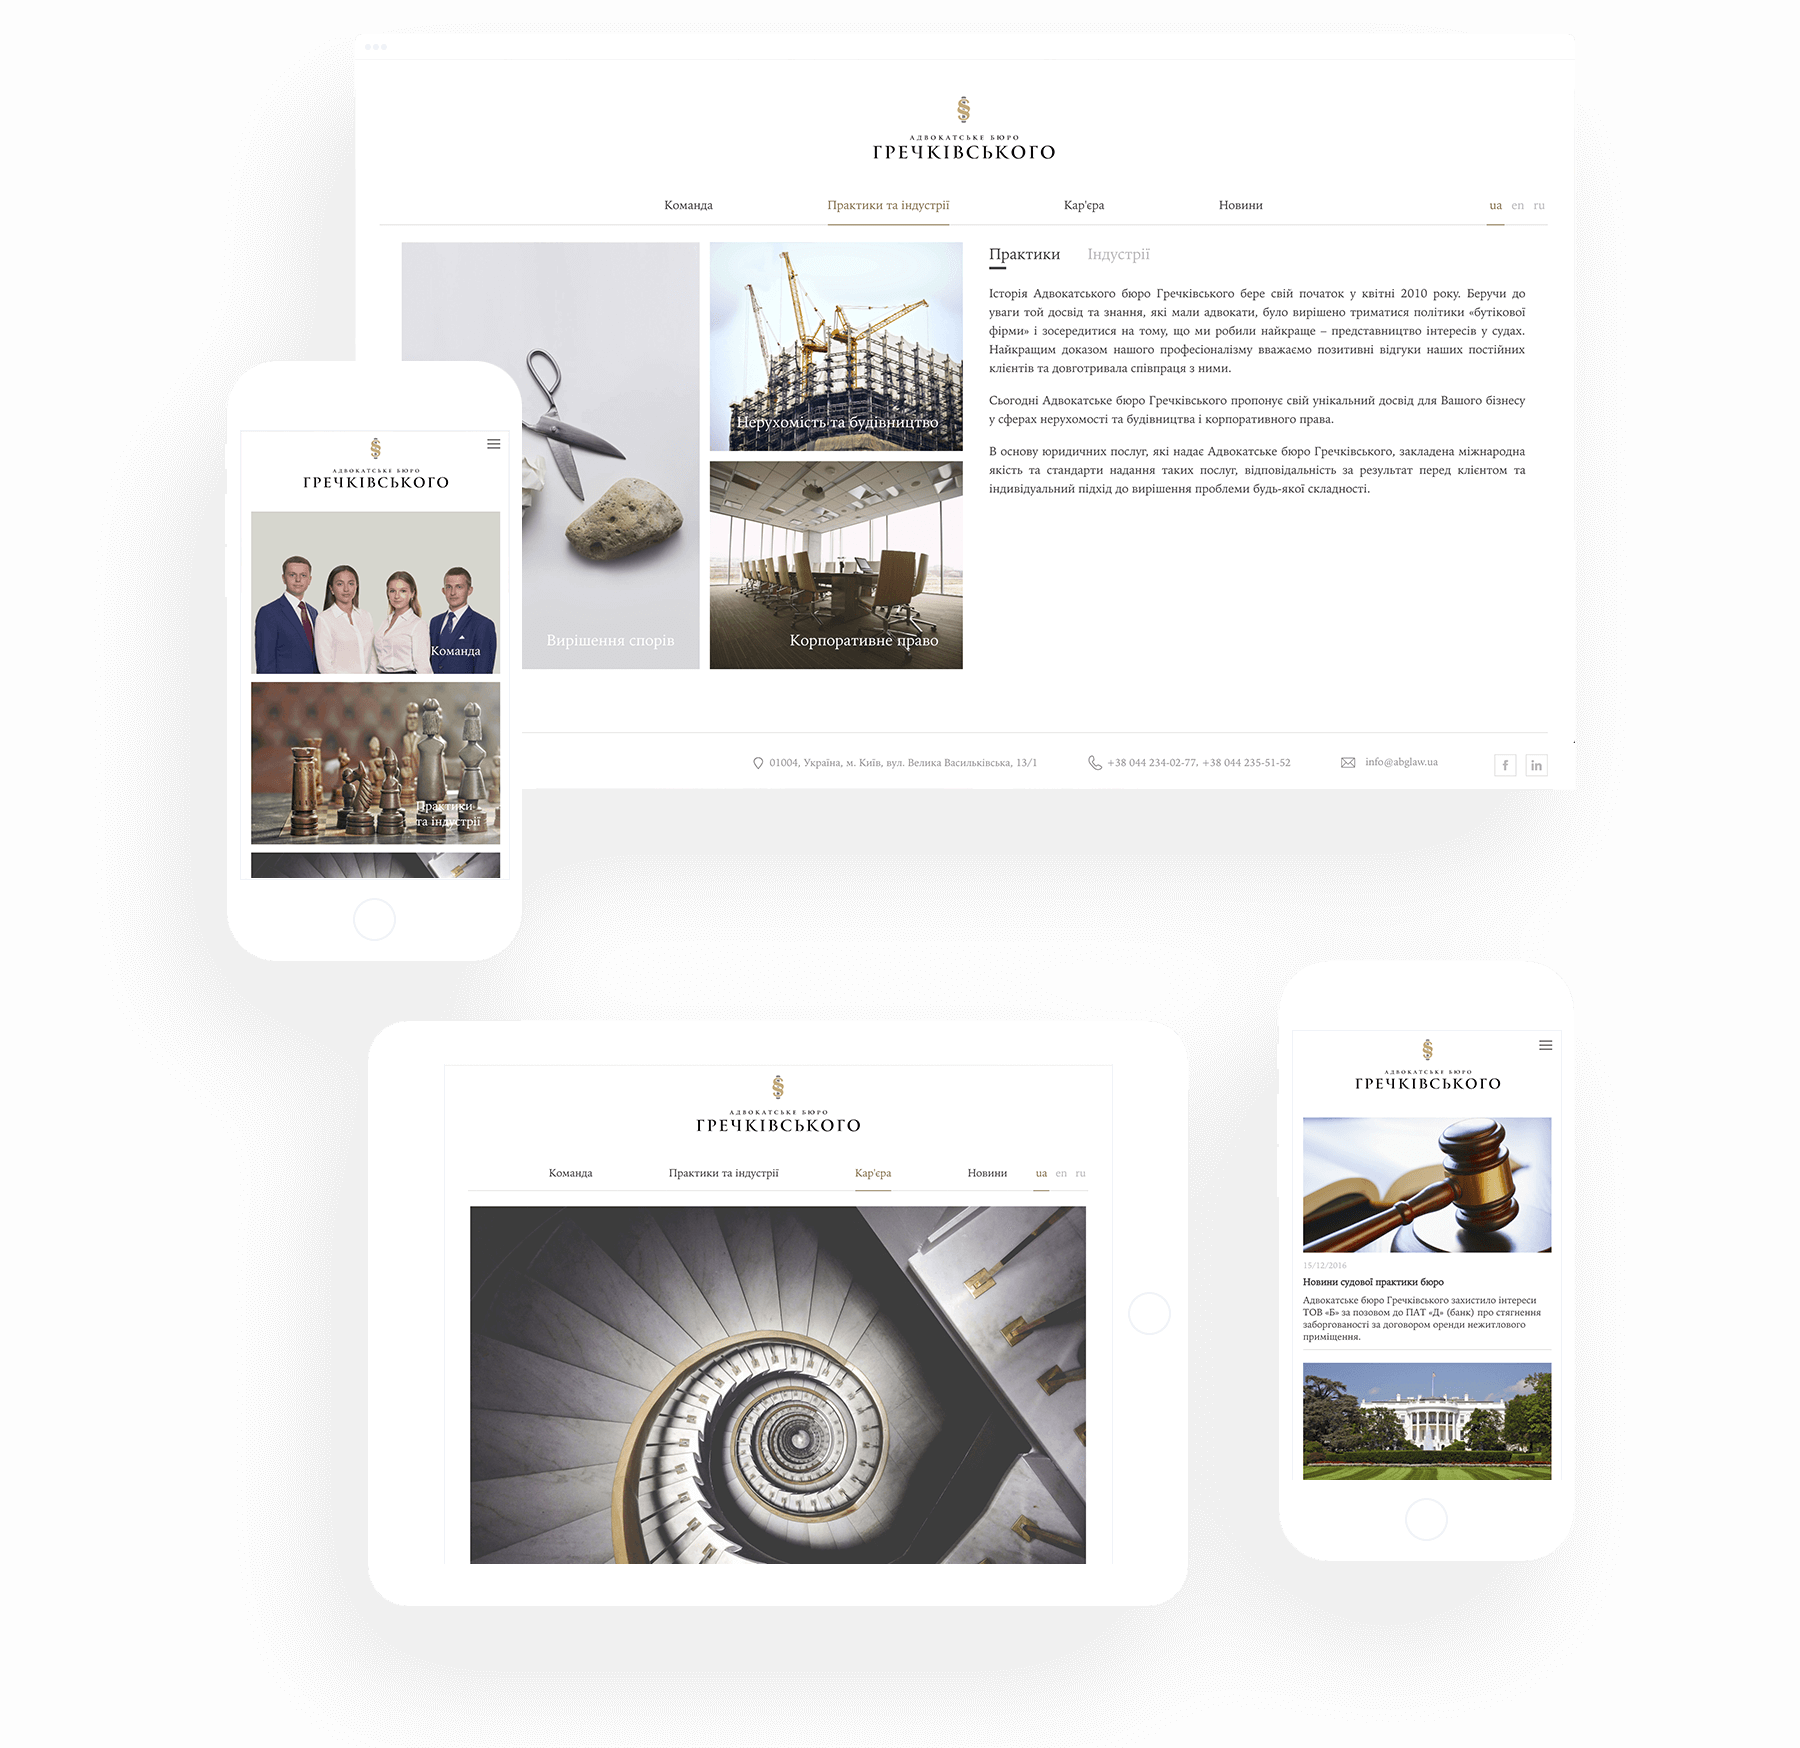 АДВОКАТСЬКЕ БЮРО
ГРЕЧКІВСЬКОГО
Команда
Практики та індустрії
Кар'єра
Новини
ua en ru
Нерухомість та будівництво
Вирішення спорів
Корпоративне право
Практики
Індустрії
Історія Адвокатського бюро Гречківського бере свій початок у квітні 2010 року. Беручи до
уваги той досвід та знання, які мали адвокати, було вирішено триматися політики «бутікової
фірми» і зосередитися на тому, що ми робили найкраще – представництво інтересів у судах.
Найкращим доказом нашого професіоналізму вважаємо позитивні відгуки наших постійних
клієнтів та довготривала співпраця з ними.
Сьогодні Адвокатське бюро Гречківського пропонує свій унікальний досвід для Вашого бізнесу
у сферах нерухомості та будівництва і корпоративного права.
В основу юридичних послуг, які надає Адвокатське бюро Гречківського, закладена міжнародна
якість та стандарти надання таких послуг, відповідальність за результат перед клієнтом та
індивідуальний підхід до вирішення проблеми будь-якої складності.
01004, Україна, м. Київ, вул. Велика Васильківська, 13/1
+38 044 234-02-77, +38 044 235-51-52
info@abglaw.ua
f
in
АДВОКАТСЬКЕ БЮРО
ГРЕЧКІВСЬКОГО
Команда
Практики
та індустрії
АДВОКАТСЬКЕ БЮРО
ГРЕЧКІВСЬКОГО
Команда
Практики та індустрії
Кар'єра
Новини
ua en ru
АДВОКАТСЬКЕ БЮРО
ГРЕЧКІВСЬКОГО
15/12/2016
Новини судової практики бюро
Адвокатське бюро Гречківського захистило інтереси
ТОВ «Б» за позовом до ПАТ «Д» (банк) про стягнення
заборгованості за договором оренди нежитлового
приміщення.